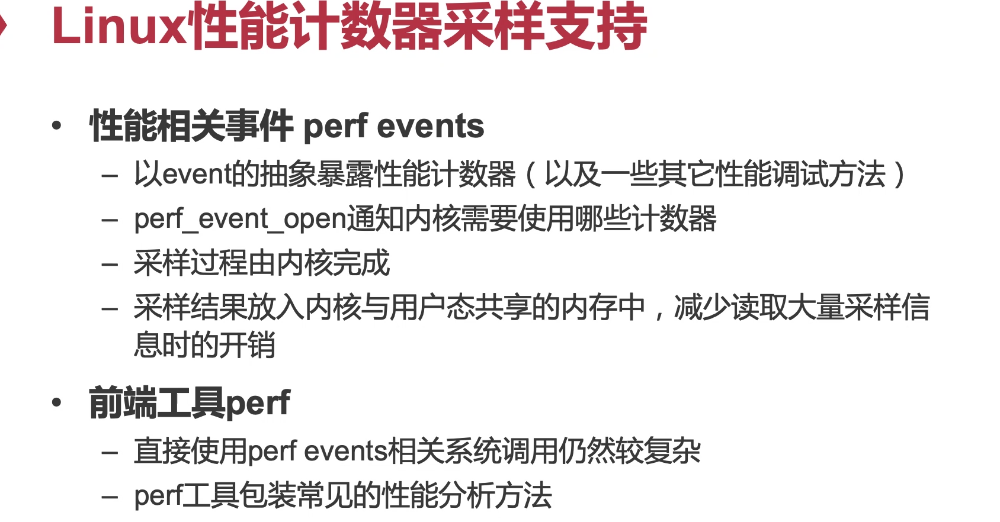 Linux性能计数器采样支持
• 性能相关事件 perf events
– 以event的抽象暴露性能计数器（以及一些其它性能调试方法）
– perf_event_open通知内核需要使用哪些计数器
– 采样过程由内核完成
– 采样结果放入内核与用户态共享的内存中，减少读取大量采样信
息时的开销
• 前端工具perf
– 直接使用perf events相关系统调用仍然较复杂
– perf工具包装常见的性能分析方法